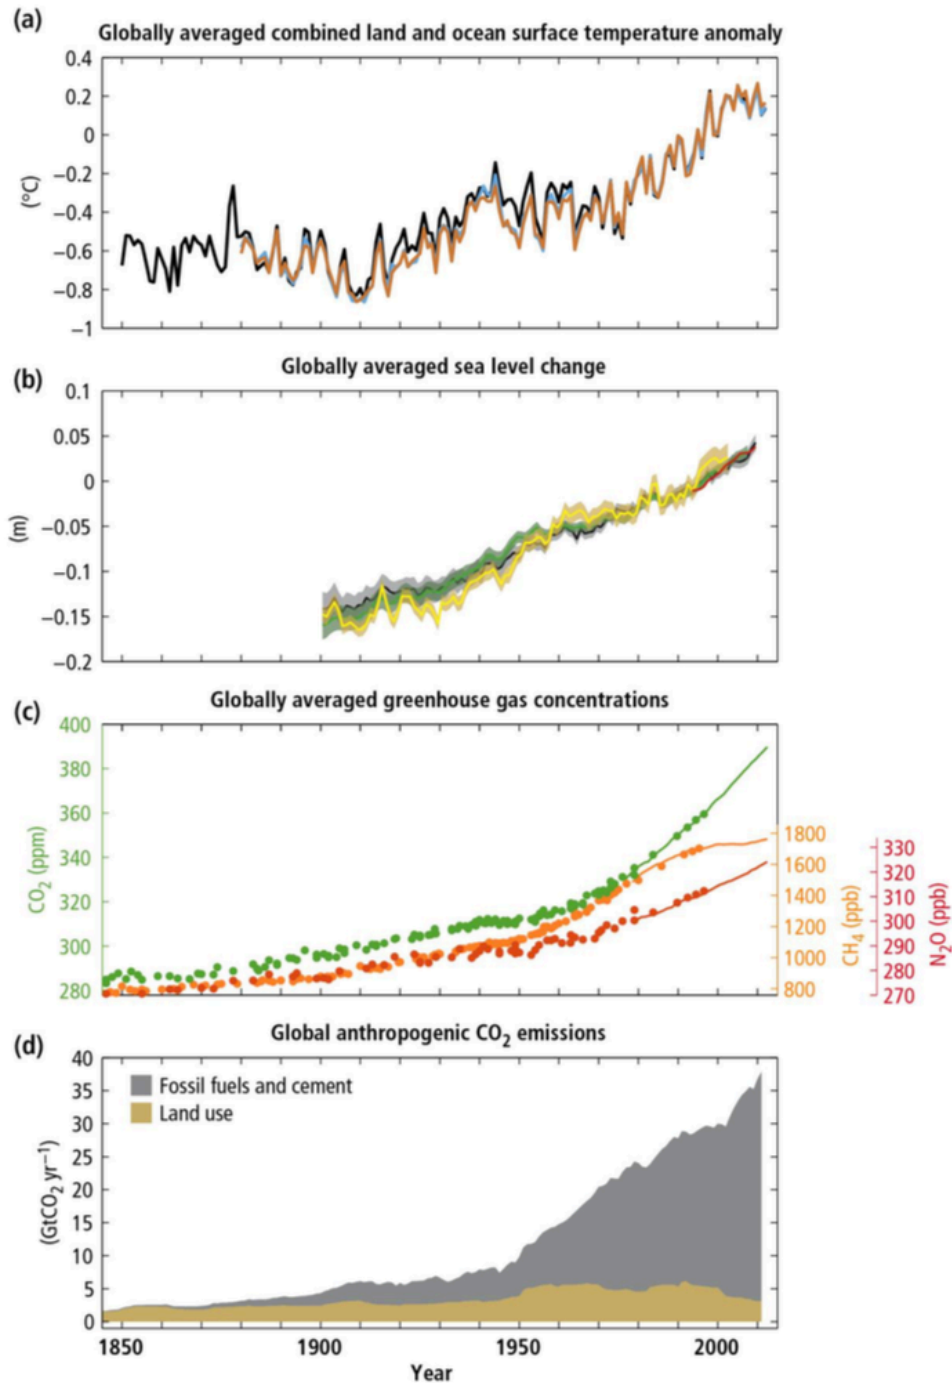 (a)
Globally averaged combined land and ocean surface temperature anomaly
0.4
0.2
0
−0.2
−0.4
−0.6
−0.8
−1
(°C)
(b)
Globally averaged sea level change
0.1
0.05
0
−0.05
−0.1
−0.15
−0.2
(m)
(c)
Globally averaged greenhouse gas concentrations
400
380
360
340
320
300
280
CO₂ (ppm)
1800
1600
1400
1200
1000
800
CH₄ (ppb)
330
320
310
300
290
280
270
N₂O (ppb)
(d)
Global anthropogenic CO₂ emissions
40
35
30
25
20
15
10
5
0
(GtCO₂ yr⁻¹)
Fossil fuels and cement
Land use
1850 1900 1950 2000
Year